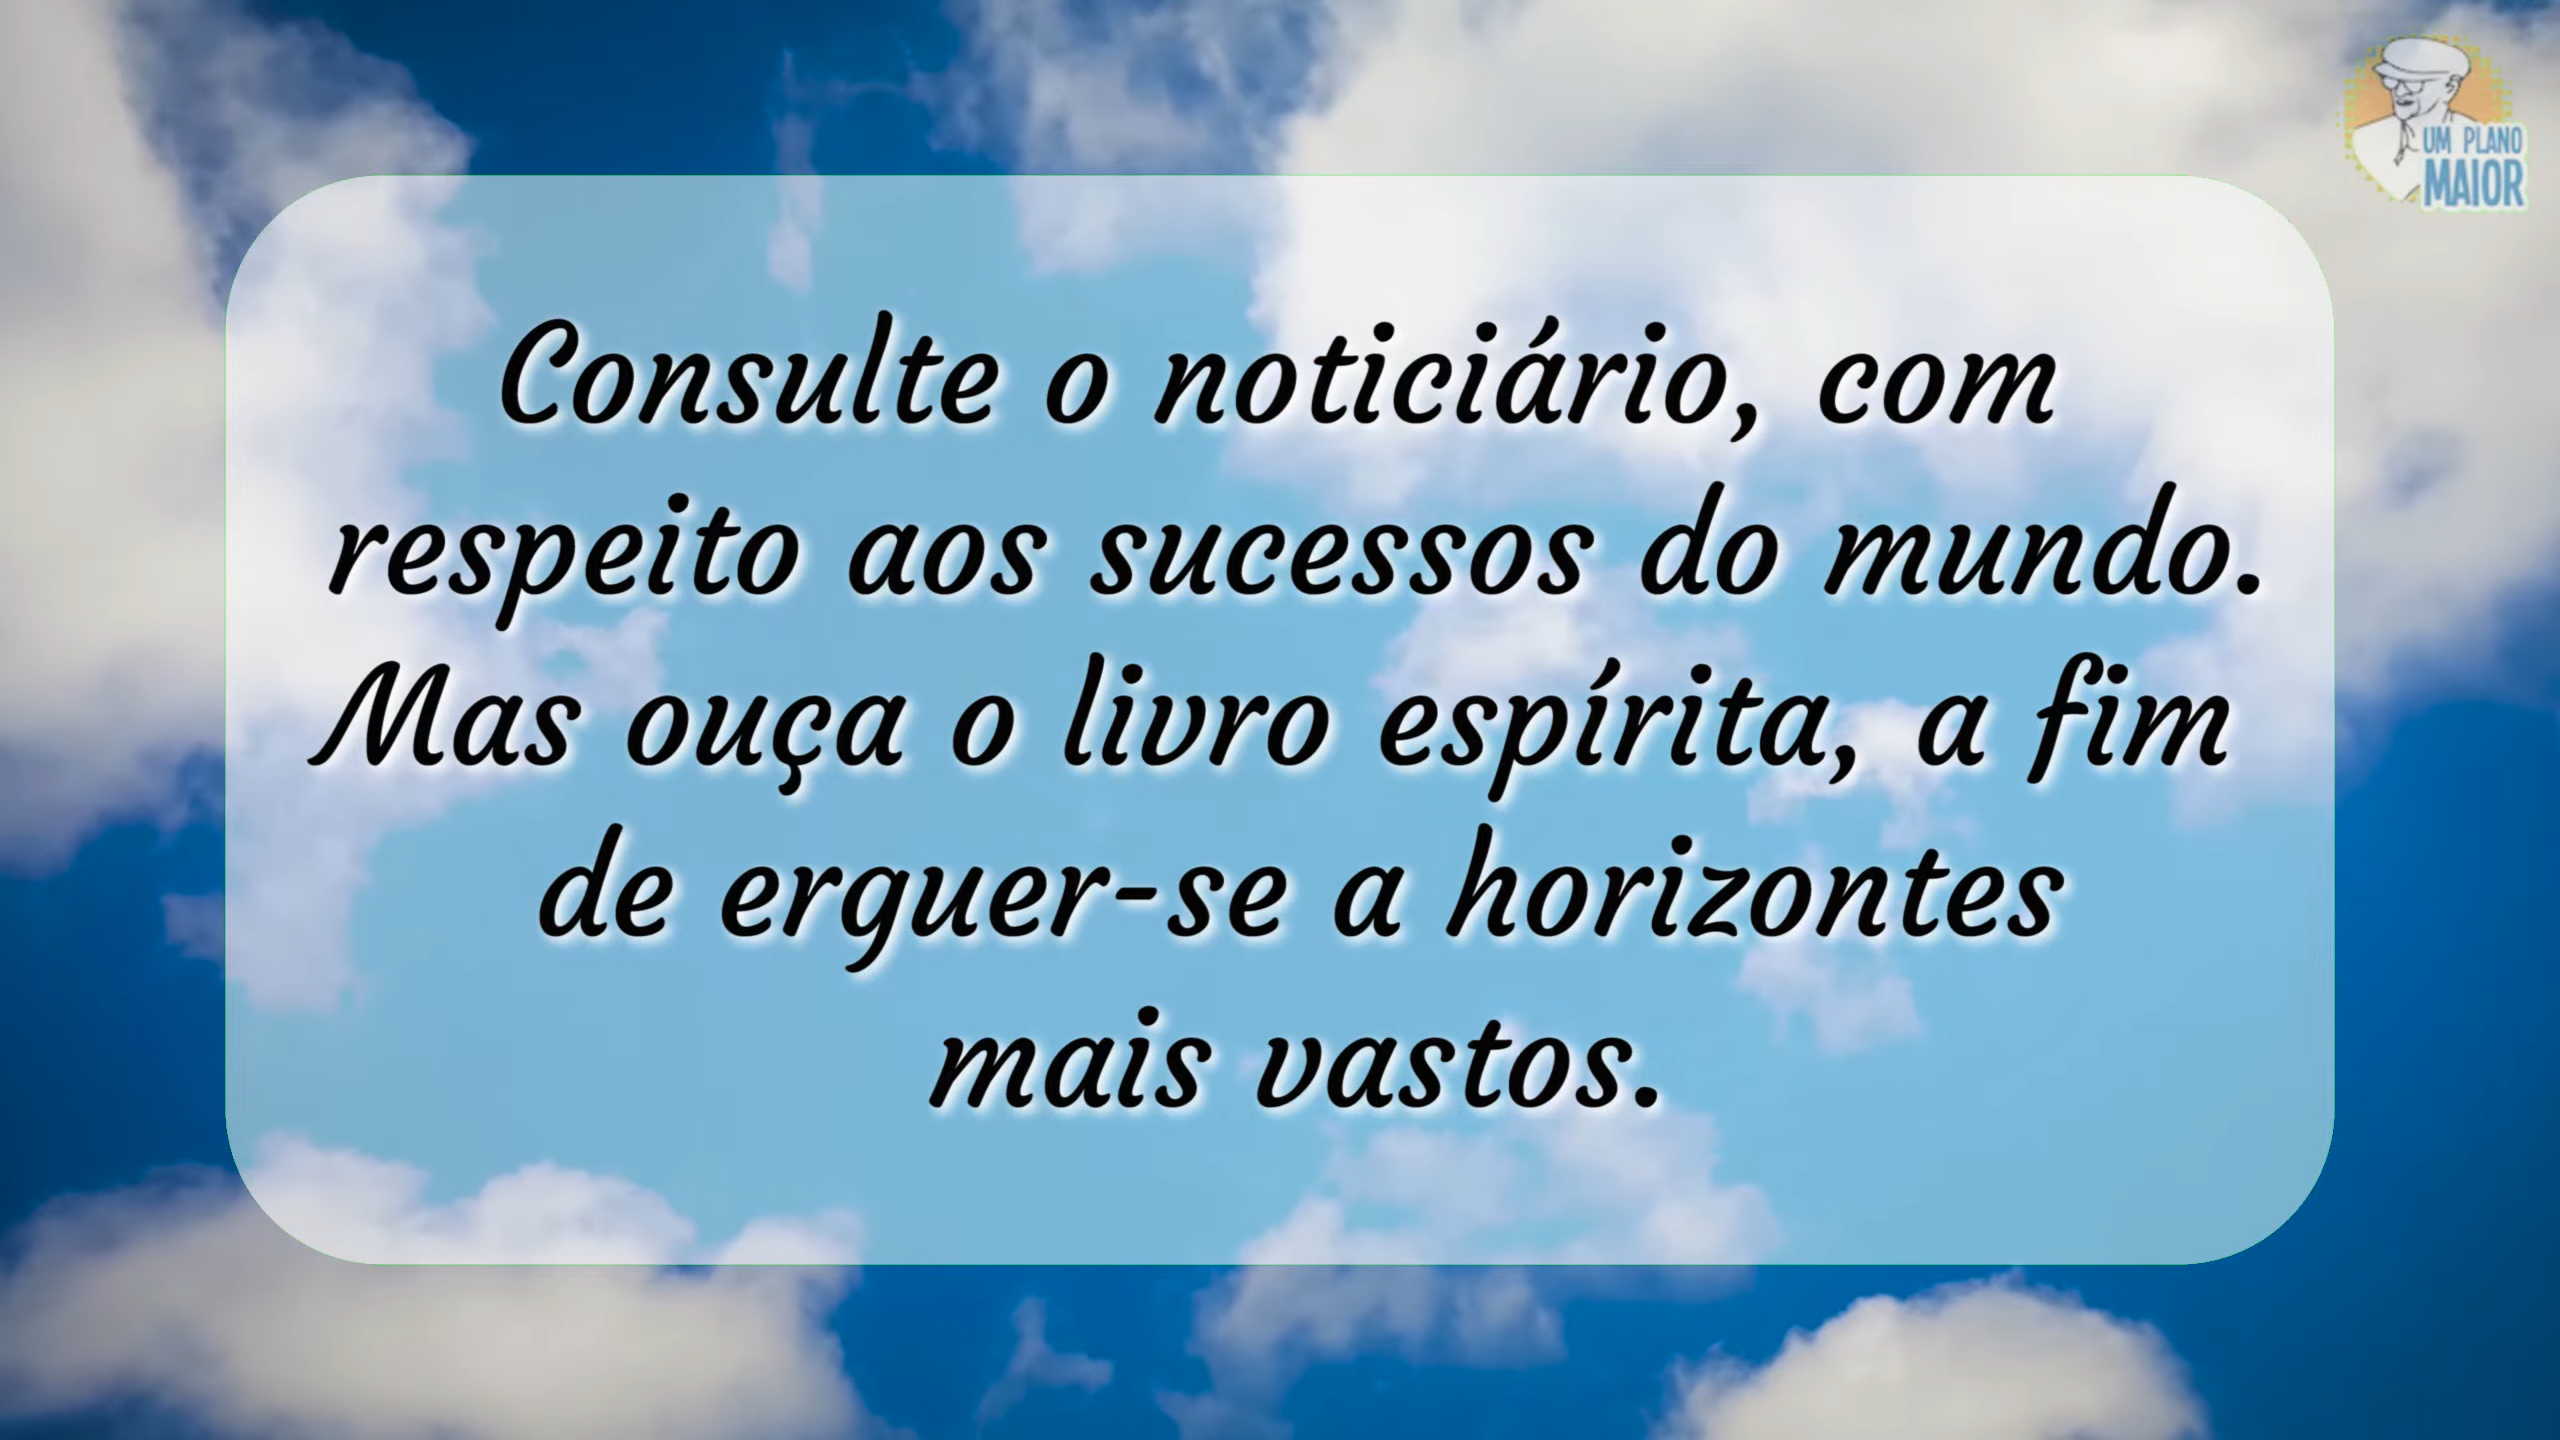 UM PLANO
MAIOR
Consulte o noticiário, com
respeito aos sucessos do mundo.
Mas ouça o livro espírita, a fim
de erguer-se a horizontes
mais vastos.